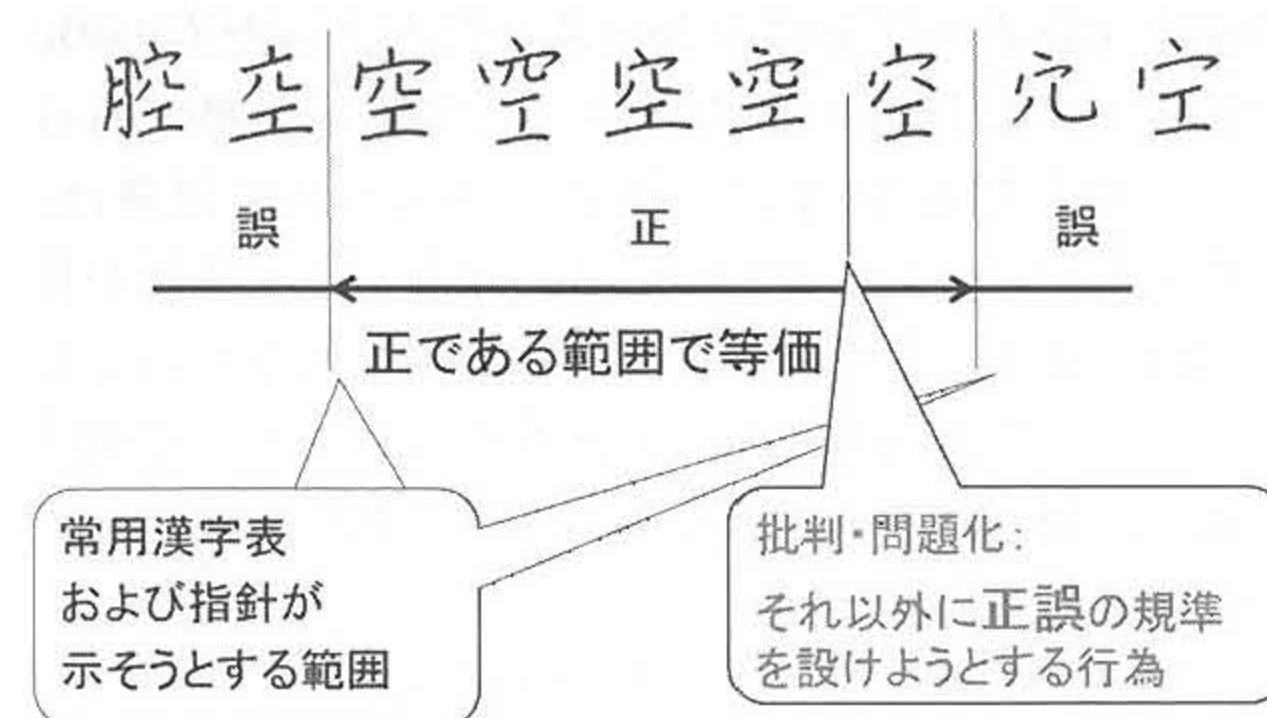 腔 空 空 空 空 空
誤 正 誤
正である範囲で等価
常用漢字表
および指針が
示そうとする範囲
批判・問題化：
それ以外に正誤の規準
を設けようとする行為